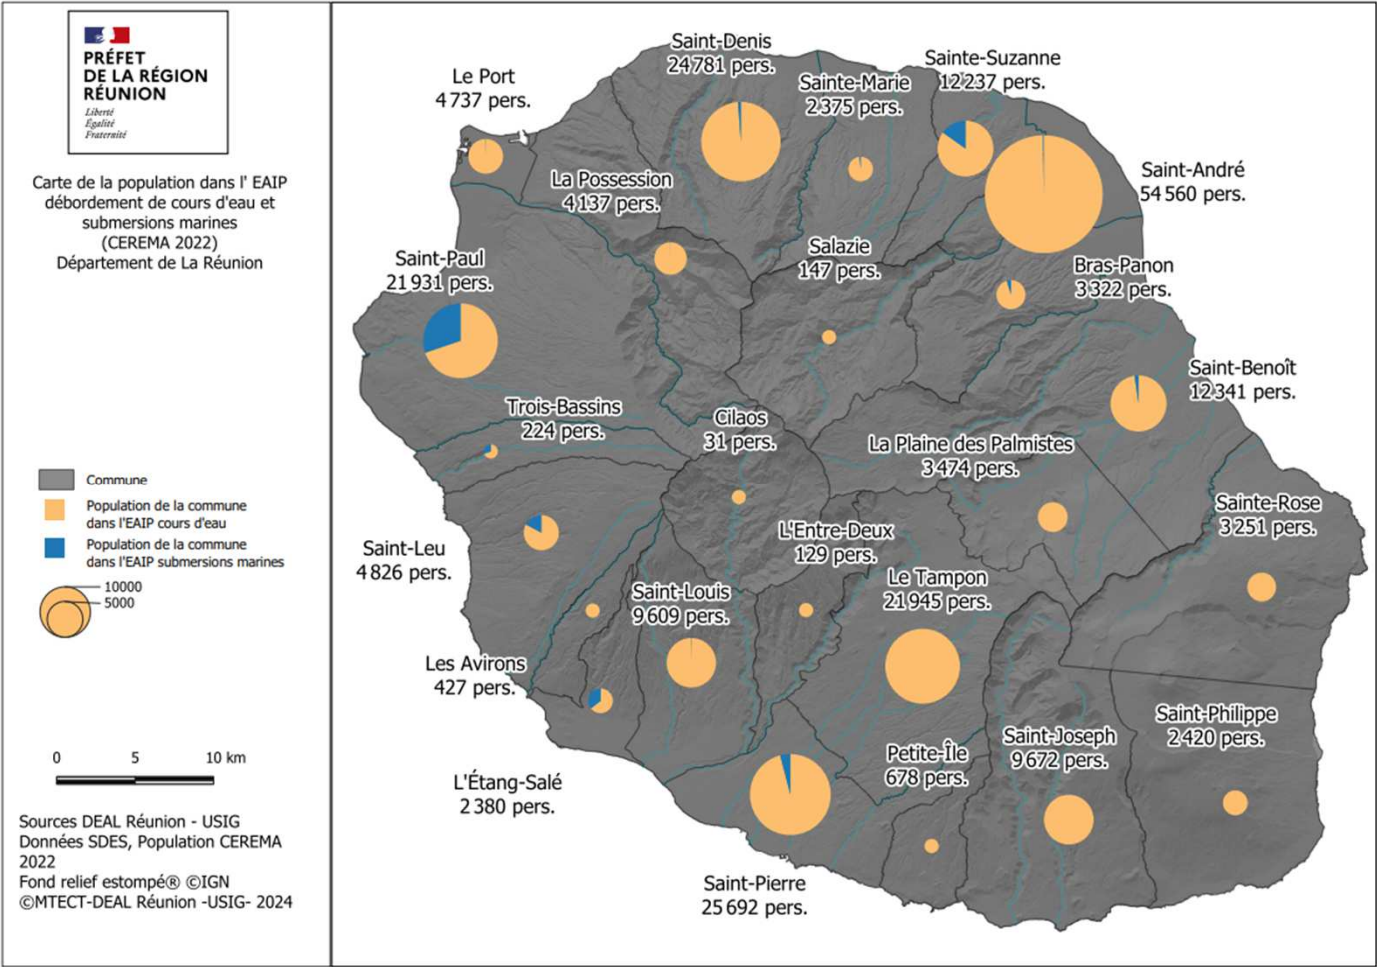 PRÉFET
DE LA RÉGION
RÉUNION
Liberté
Égalité
Fraternité
Carte de la population dans l' EAIP
débordement de cours d'eau et
submersions marines
(CEREMA 2022)
Département de La Réunion
Commune
Population de la commune
dans l'EAIP cours d'eau
Population de la commune
dans l'EAIP submersions marines
10000
5000
0 5 10 km
Sources DEAL Réunion - USIG
Données SDES, Population CEREMA
2022
Fond relief estompé® ©IGN
©MTECT-DEAL Réunion -USIG- 2024
Saint-Denis
24 781 pers.
Sainte-Suzanne
12 237 pers.
Le Port
4 737 pers.
Sainte-Marie
2 375 pers.
La Possession
4 137 pers.
Saint-André
54 560 pers.
Saint-Paul
21 931 pers.
Salazie
147 pers.
Bras-Panon
3 322 pers.
Saint-Benoît
12 341 pers.
Trois-Bassins
224 pers.
Cilaos
31 pers.
La Plaine des Palmistes
3 474 pers.
Sainte-Rose
3 251 pers.
L'Entre-Deux
129 pers.
Saint-Leu
4 826 pers.
Le Tampon
21 945 pers.
Saint-Louis
9 609 pers.
Les Avirons
427 pers.
Saint-Philippe
2 420 pers.
Saint-Joseph
9 672 pers.
Petite-Île
678 pers.
L'Étang-Salé
2 380 pers.
Saint-Pierre
25 692 pers.